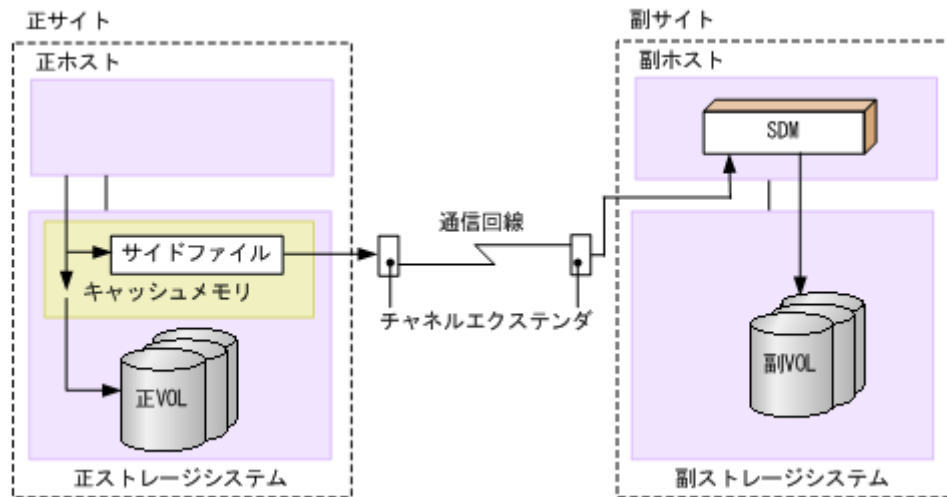 正サイト
正ホスト
サイドファイル
キャッシュメモリ
正VOL
正ストレージシステム
通信回線
チャネルエクステンダ
副サイト
副ホスト
SDM
副VOL
副ストレージシステム